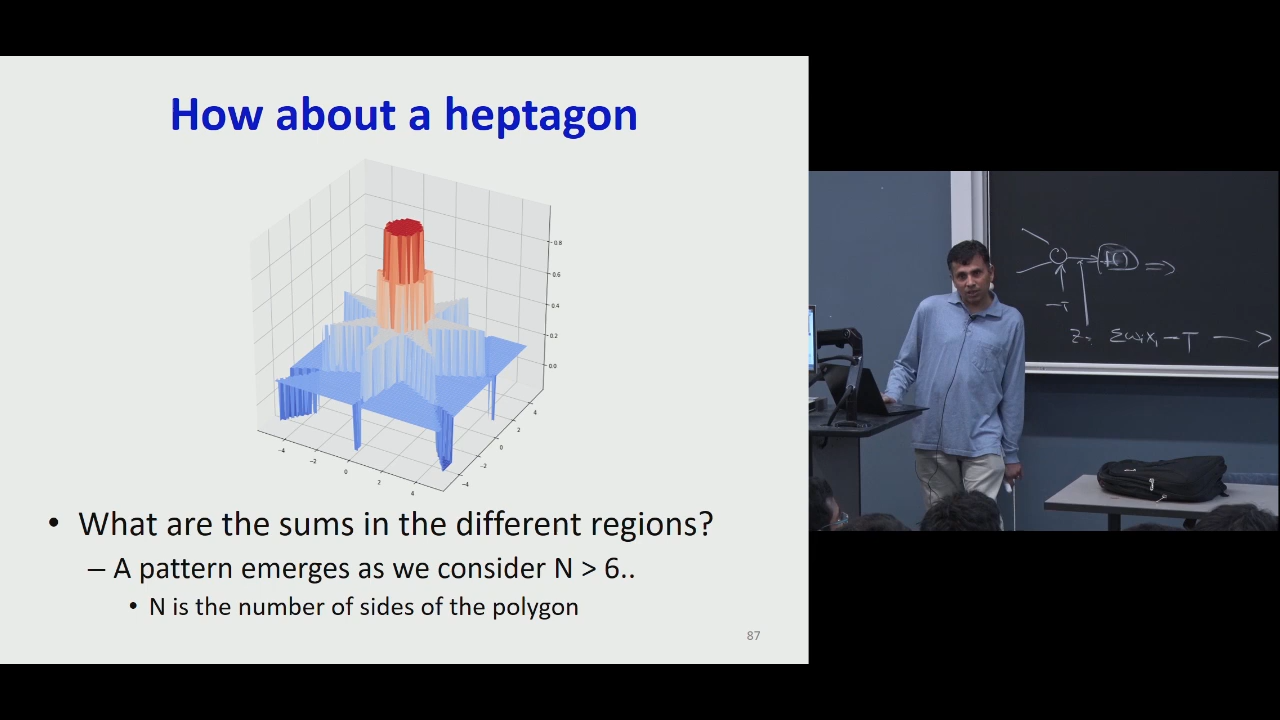 How about a heptagon
0.8
0.6
0.4
0.2
0.0
4
2
0
−2
−4
−4
−2
0
2
4
• What are the sums in the different regions?
– A pattern emerges as we consider N > 6..
• N is the number of sides of the polygon
87
−T
Σwᵢxᵢ − T